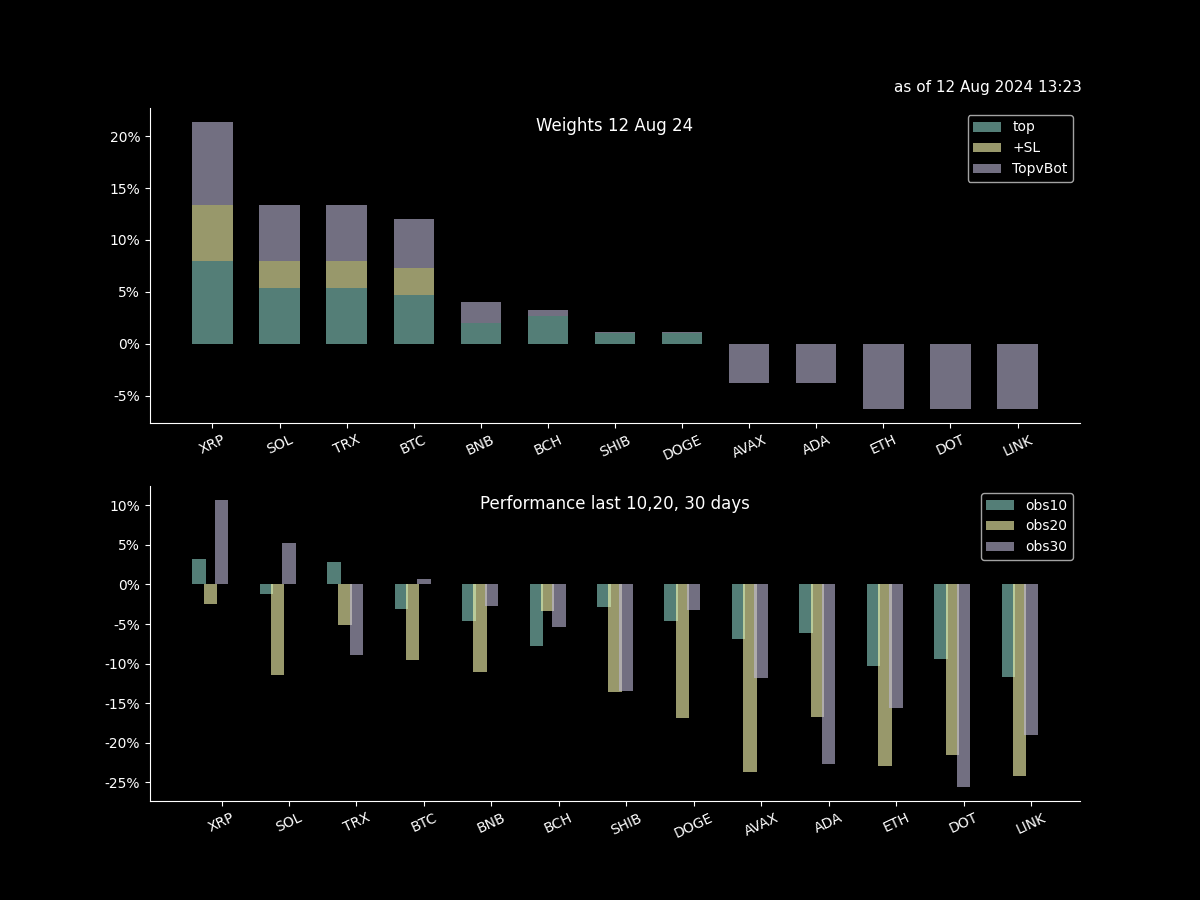 as of 12 Aug 2024 13:23
Weights 12 Aug 24
top
+SL
TopvBot
20%
15%
10%
5%
0%
-5%
XRP SOL TRX BTC BNB BCH SHIB DOGE AVAX ADA ETH DOT LINK
Performance last 10,20, 30 days
obs10
obs20
obs30
10%
5%
0%
-5%
-10%
-15%
-20%
-25%
XRP SOL TRX BTC BNB BCH SHIB DOGE AVAX ADA ETH DOT LINK